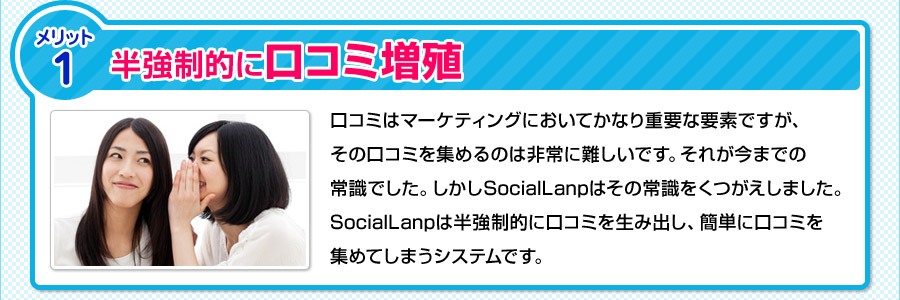 メリット
1
半強制的に口コミ増殖
口コミはマーケティングにおいてかなり重要な要素ですが、
その口コミを集めるのは非常に難しいです。それが今までの
常識でした。しかしSocialLanpはその常識をくつがえしました。
SocialLanpは半強制的に口コミを生み出し、簡単に口コミを
集めてしまうシステムです。